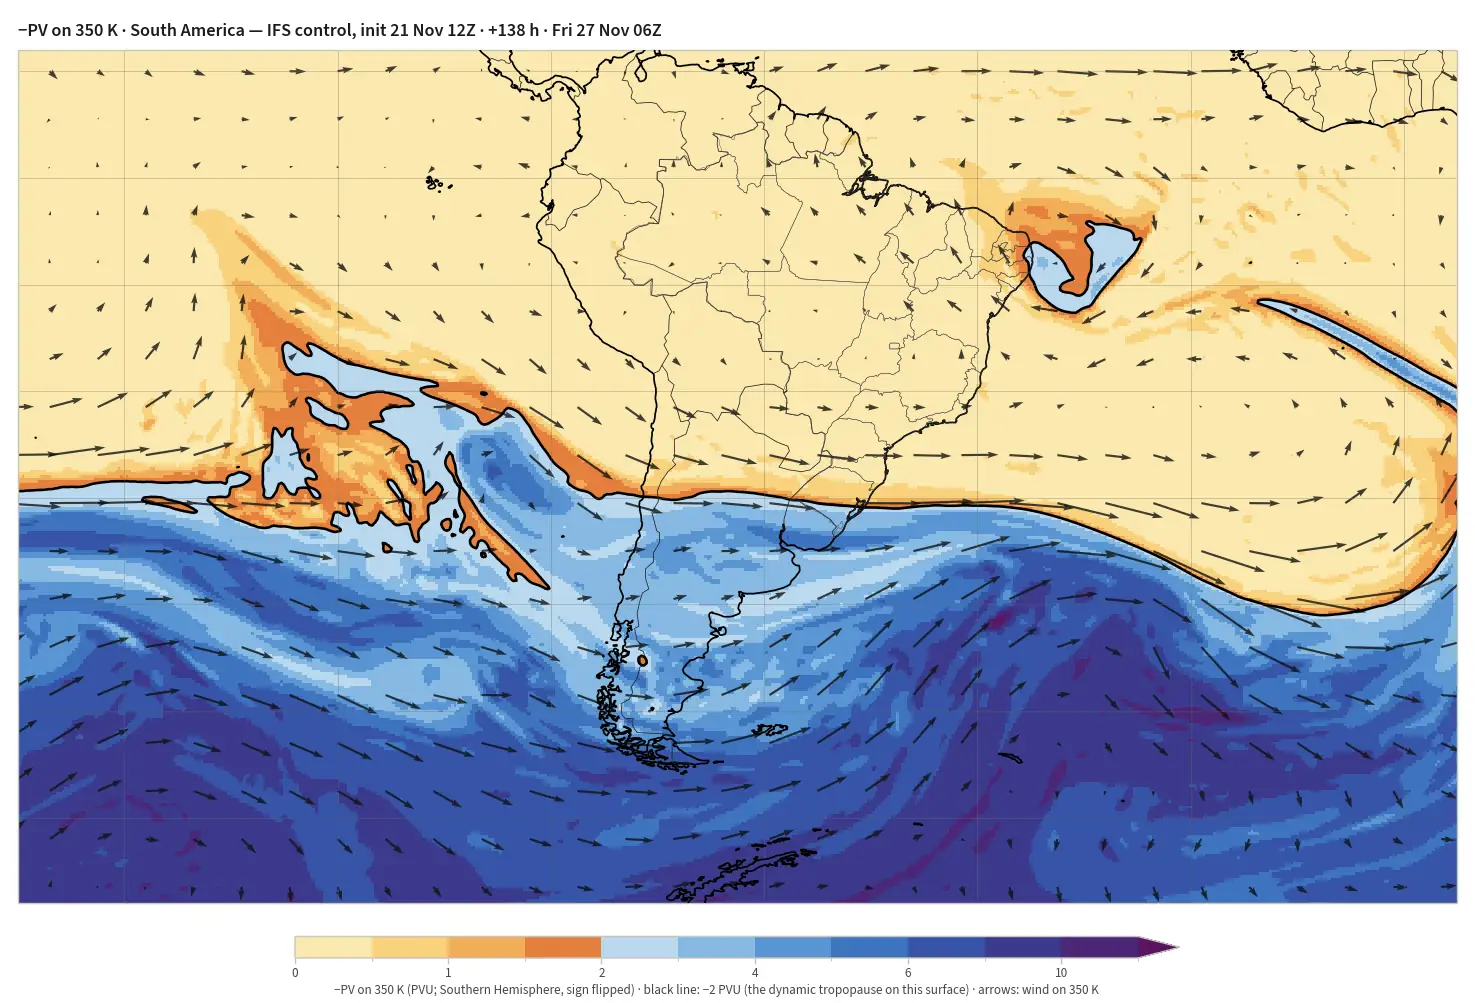 −PV on 350 K · South America — IFS control, init 21 Nov 12Z · +138 h · Fri 27 Nov 06Z
0 1 2 4 6 10
−PV on 350 K (PVU; Southern Hemisphere, sign flipped) · black line: −2 PVU (the dynamic tropopause on this surface) · arrows: wind on 350 K